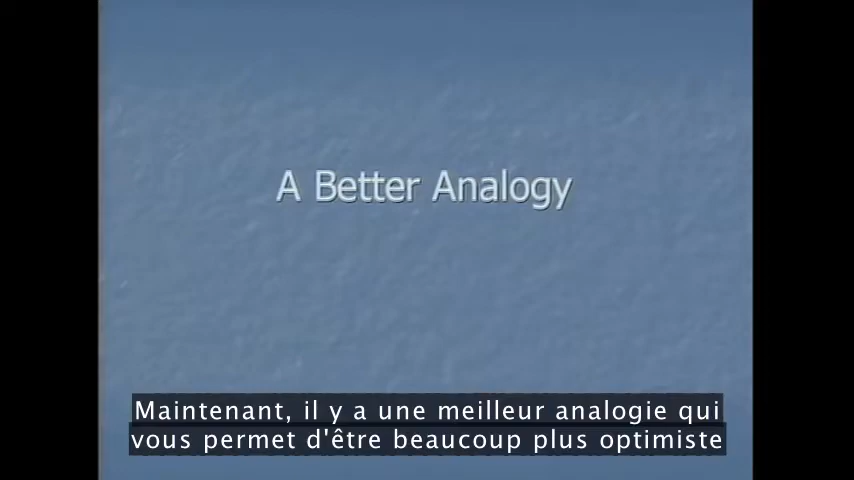 A Better Analogy
Maintenant, il y a une meilleur analogie qui
vous permet d'être beaucoup plus optimiste